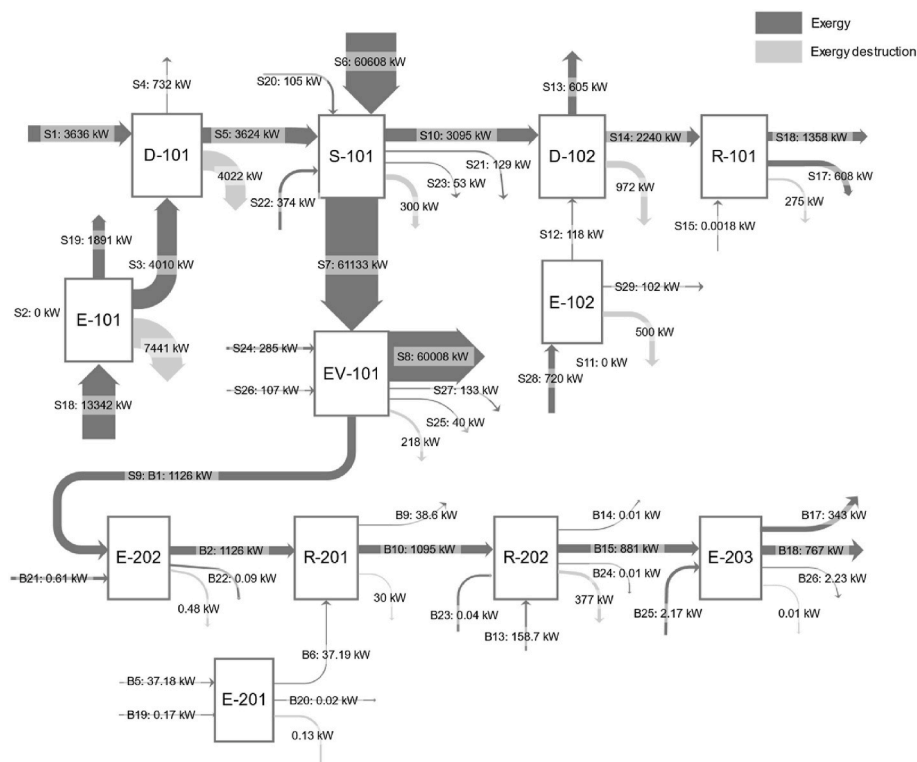 Exergy
Exergy destruction
S6: 60608 kW
S20: 105 kW
S4: 732 kW
S13: 605 kW
S1: 3636 kW
S5: 3624 kW
S10: 3095 kW
S14: 2240 kW
S18: 1358 kW
D-101
S-101
D-102
R-101
S21: 129 kW
S23: 53 kW
S17: 608 kW
4022 kW
S22: 374 kW
300 kW
972 kW
275 kW
S15: 0.0018 kW
S12: 118 kW
S19: 1891 kW
S3: 4010 kW
S7: 61133 kW
S2: 0 kW
E-101
E-102
S29: 102 kW
7441 kW
500 kW
S24: 285 kW
S8: 60008 kW
S11: 0 kW
EV-101
S28: 720 kW
S26: 107 kW
S27: 133 kW
S18: 13342 kW
S25: 40 kW
218 kW
S9: B1: 1126 kW
B9: 38.6 kW
B14: 0.01 kW
B17: 343 kW
E-202
B2: 1126 kW
R-201
B10: 1095 kW
R-202
B15: 881 kW
E-203
B18: 767 kW
B21: 0.61 kW
B22: 0.09 kW
B24: 0.01 kW
B26: 2.23 kW
0.48 kW
30 kW
B23: 0.04 kW
377 kW
B25: 2.17 kW
0.01 kW
B13: 158.7 kW
B6: 37.19 kW
B5: 37.18 kW
E-201
B20: 0.02 kW
B19: 0.17 kW
0.13 kW